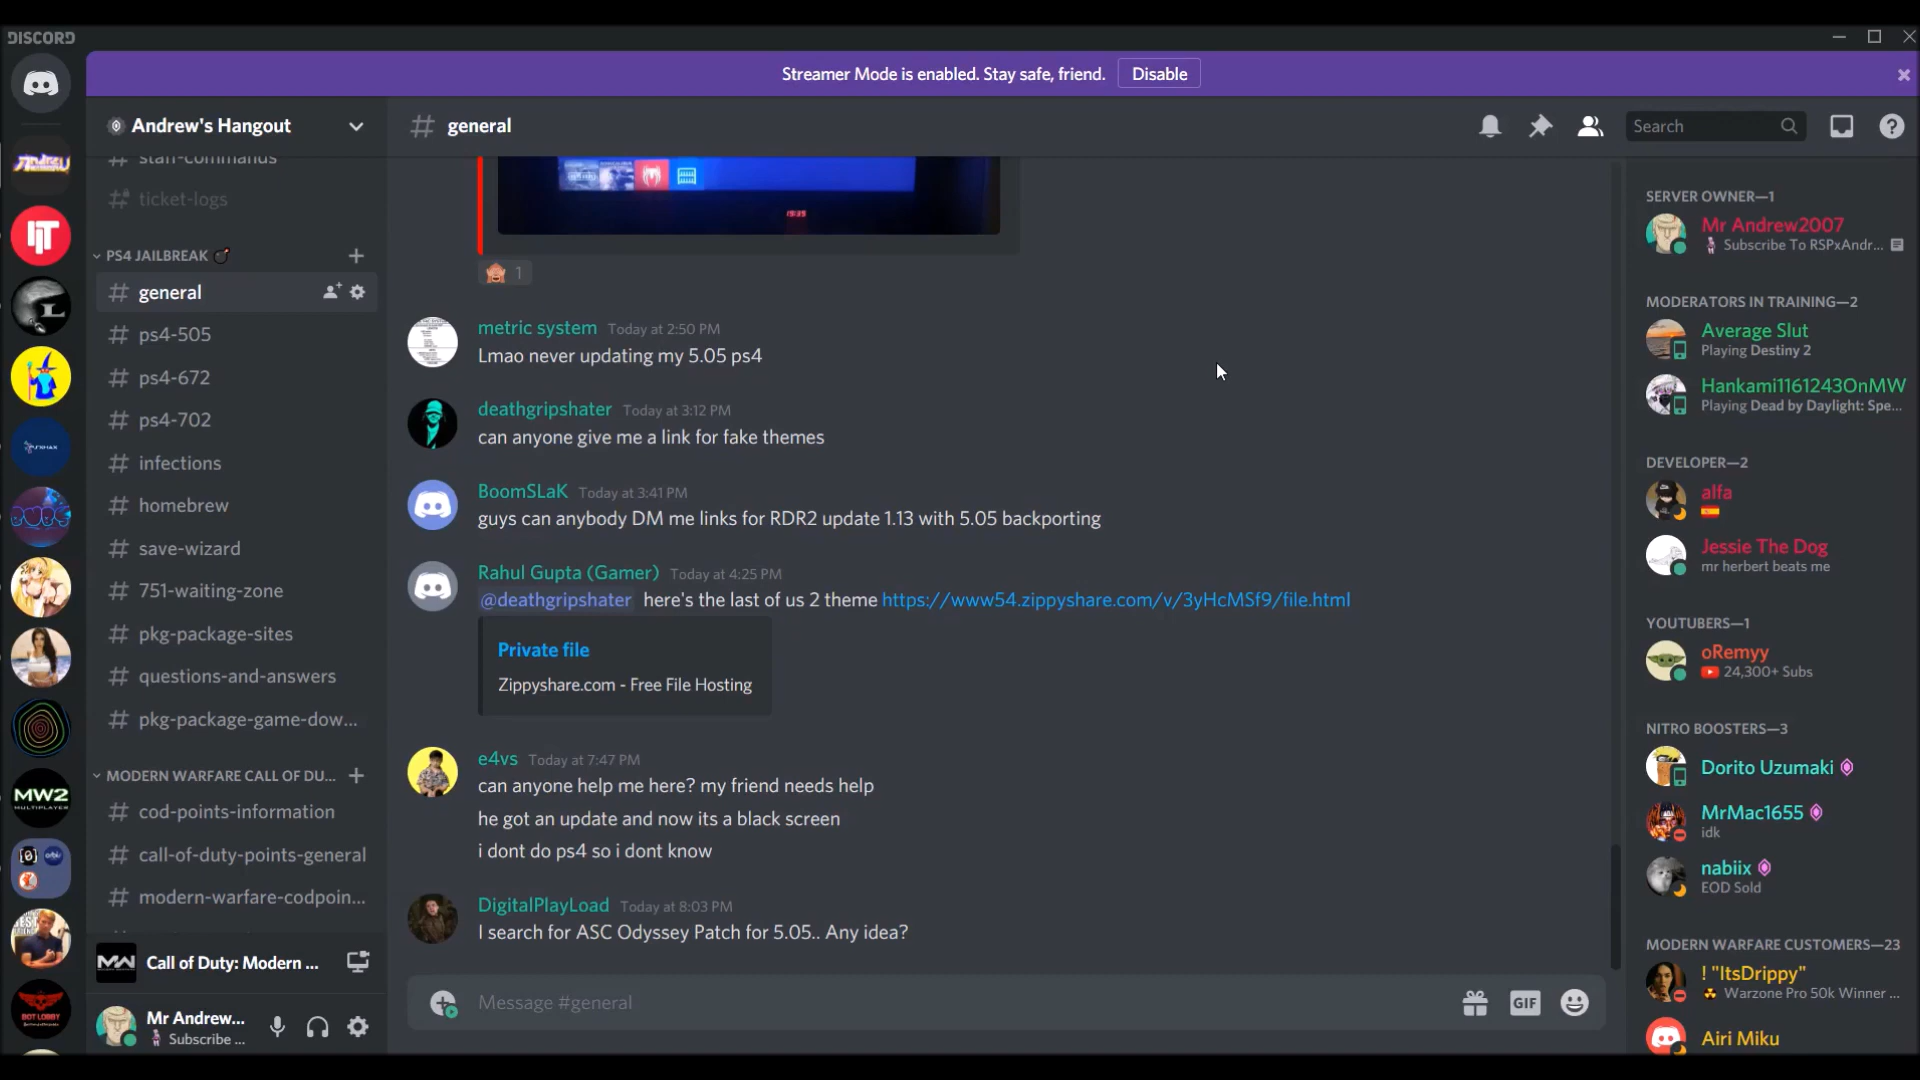 DISCORD
Streamer Mode is enabled. Stay safe, friend.
Disable
Andrew's Hangout
staff-commands
ticket-logs
PS4 JAILBREAK
general
ps4-505
ps4-672
ps4-702
infections
homebrew
save-wizard
751-waiting-zone
pkg-package-sites
questions-and-answers
pkg-package-game-dow...
MODERN WARFARE CALL OF DU...
cod-points-information
call-of-duty-points-general
modern-warfare-codpoin...
Call of Duty: Modern ...
Mr Andrew...
Subscribe ...
MW2
MULTIPLAYER
BOT LOBBY
general
Search
1
metric system Today at 2:50 PM
Lmao never updating my 5.05 ps4
deathgripshater Today at 3:12 PM
can anyone give me a link for fake themes
BoomSLaK Today at 3:41 PM
guys can anybody DM me links for RDR2 update 1.13 with 5.05 backporting
Rahul Gupta (Gamer) Today at 4:25 PM
@deathgripshater here's the last of us 2 theme https://www54.zippyshare.com/v/3yHcMSf9/file.html
Private file
Zippyshare.com - Free File Hosting
e4vs Today at 7:47 PM
can anyone help me here? my friend needs help
he got an update and now its a black screen
i dont do ps4 so i dont know
DigitalPlayLoad Today at 8:03 PM
I search for ASC Odyssey Patch for 5.05.. Any idea?
Message #general
GIF
SERVER OWNER—1
Mr Andrew2007
Subscribe To RSPxAndr...
MODERATORS IN TRAINING—2
Average Slut
Playing Destiny 2
Hankami1161243OnMW
Playing Dead by Daylight: Spe...
DEVELOPER—2
alfa
Jessie The Dog
mr herbert beats me
YOUTUBERS—1
oRemyy
24,300+ Subs
NITRO BOOSTERS—3
Dorito Uzumaki
MrMac1655
idk
nabiix
EOD Sold
MODERN WARFARE CUSTOMERS—23
! "ItsDrippy"
Warzone Pro 50k Winner ...
Airi Miku